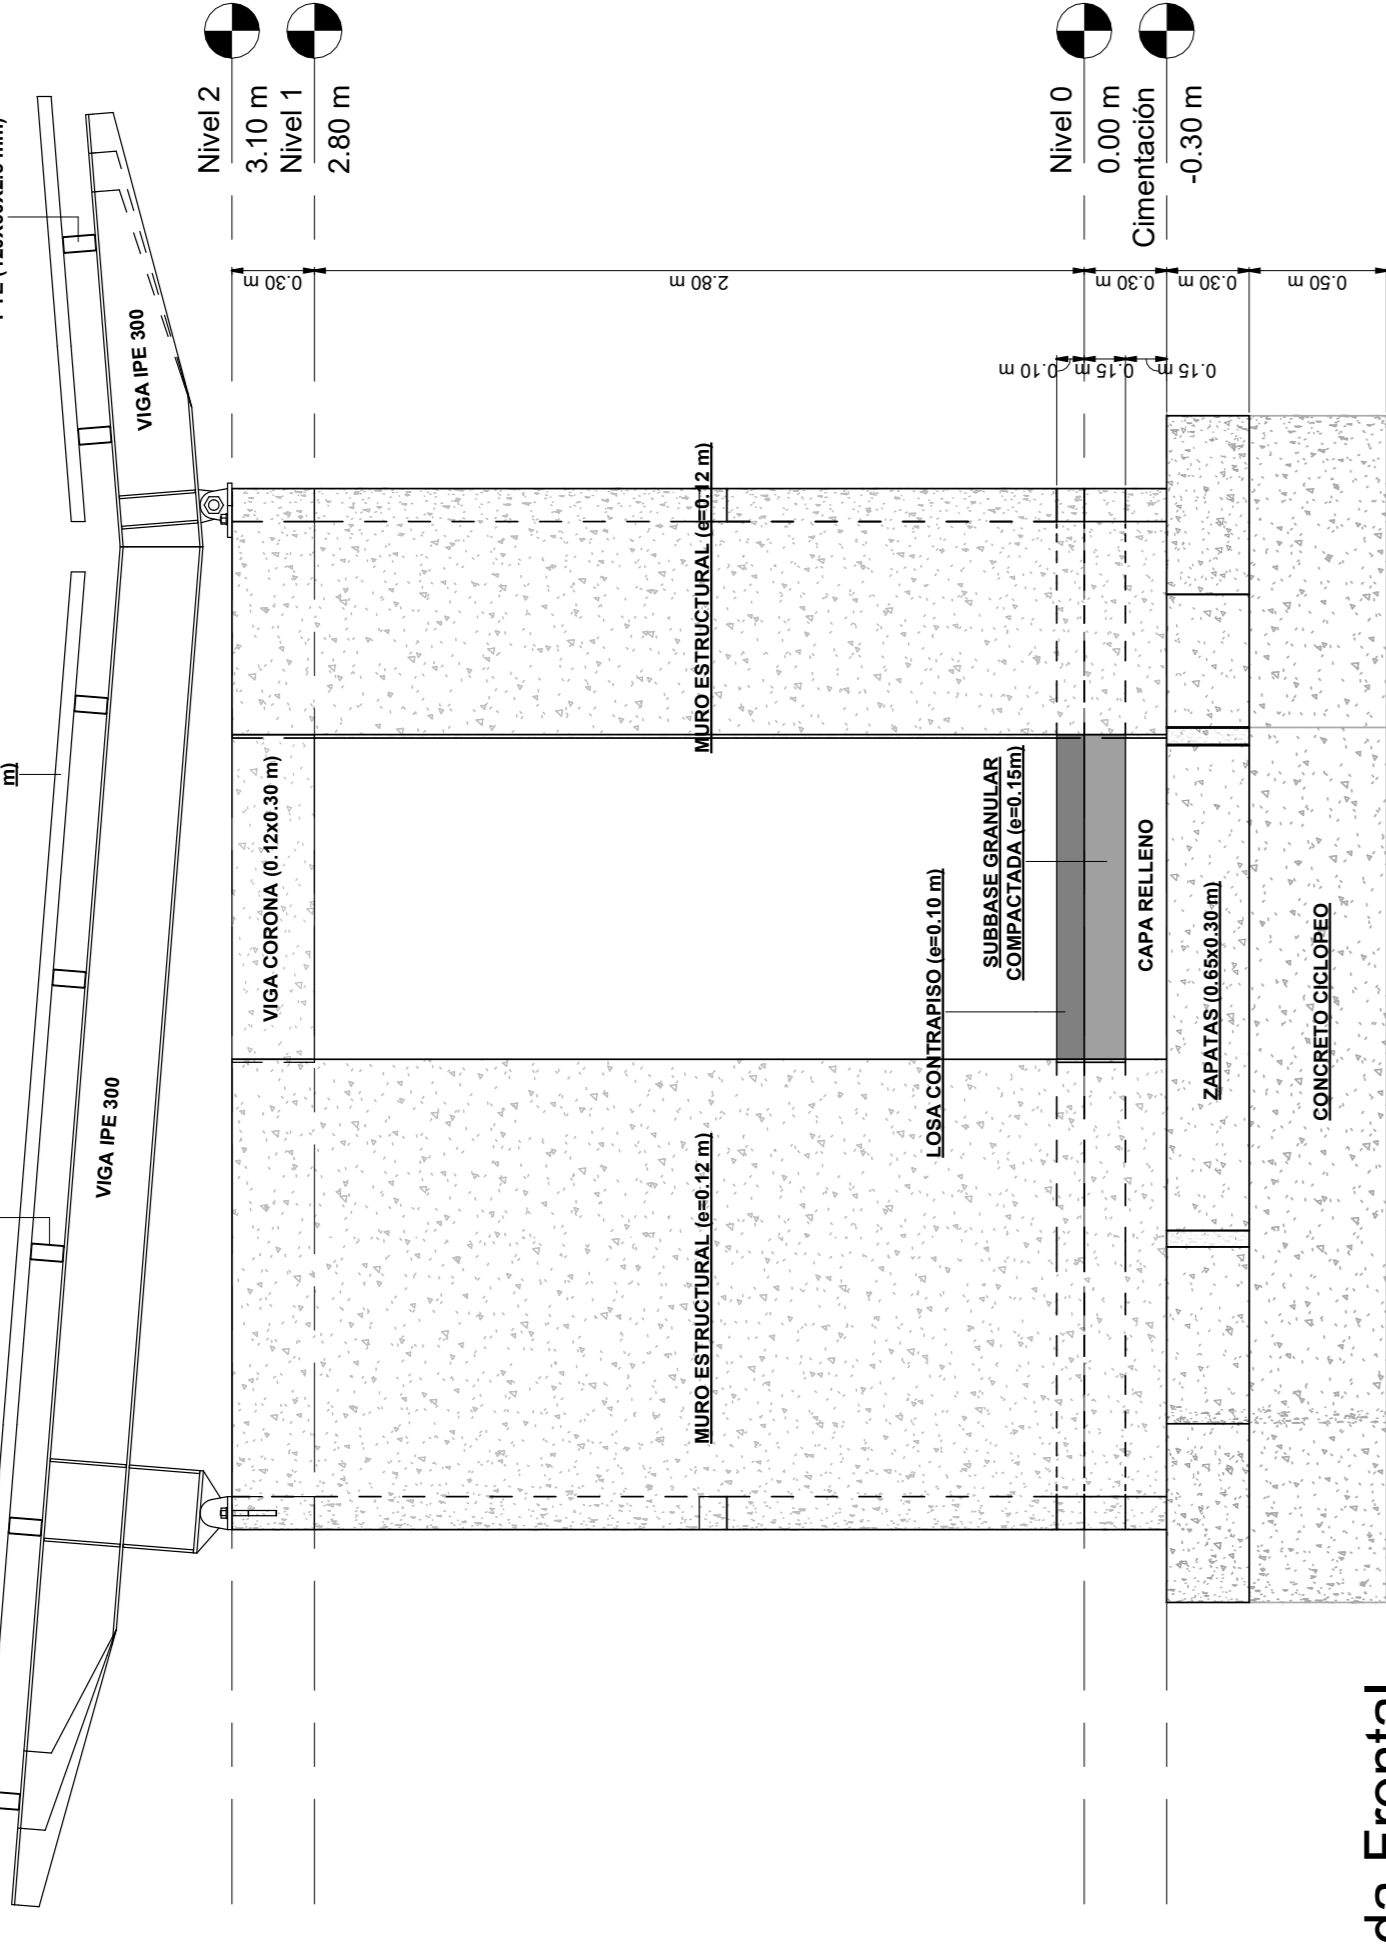 VIGA IPE 300
VIGA IPE 300
m)
Nivel 2
3.10 m
Nivel 1
2.80 m
Nivel 0
0.00 m
Cimentación
-0.30 m
0.30 m
2.80 m
0.30 m
0.30 m
0.50 m
0.10 m
0.15 m
0.15 m
VIGA CORONA (0.12x0.30 m)
MURO ESTRUCTURAL (e=0.12 m)
MURO ESTRUCTURAL (e=0.12 m)
LOSA CONTRAPISO (e=0.10 m)
SUBBASE GRANULAR
COMPACTADA (e=0.15m)
CAPA RELLENO
ZAPATAS (0.65x0.30 m)
CONCRETO CICLOPEO
da Frontal